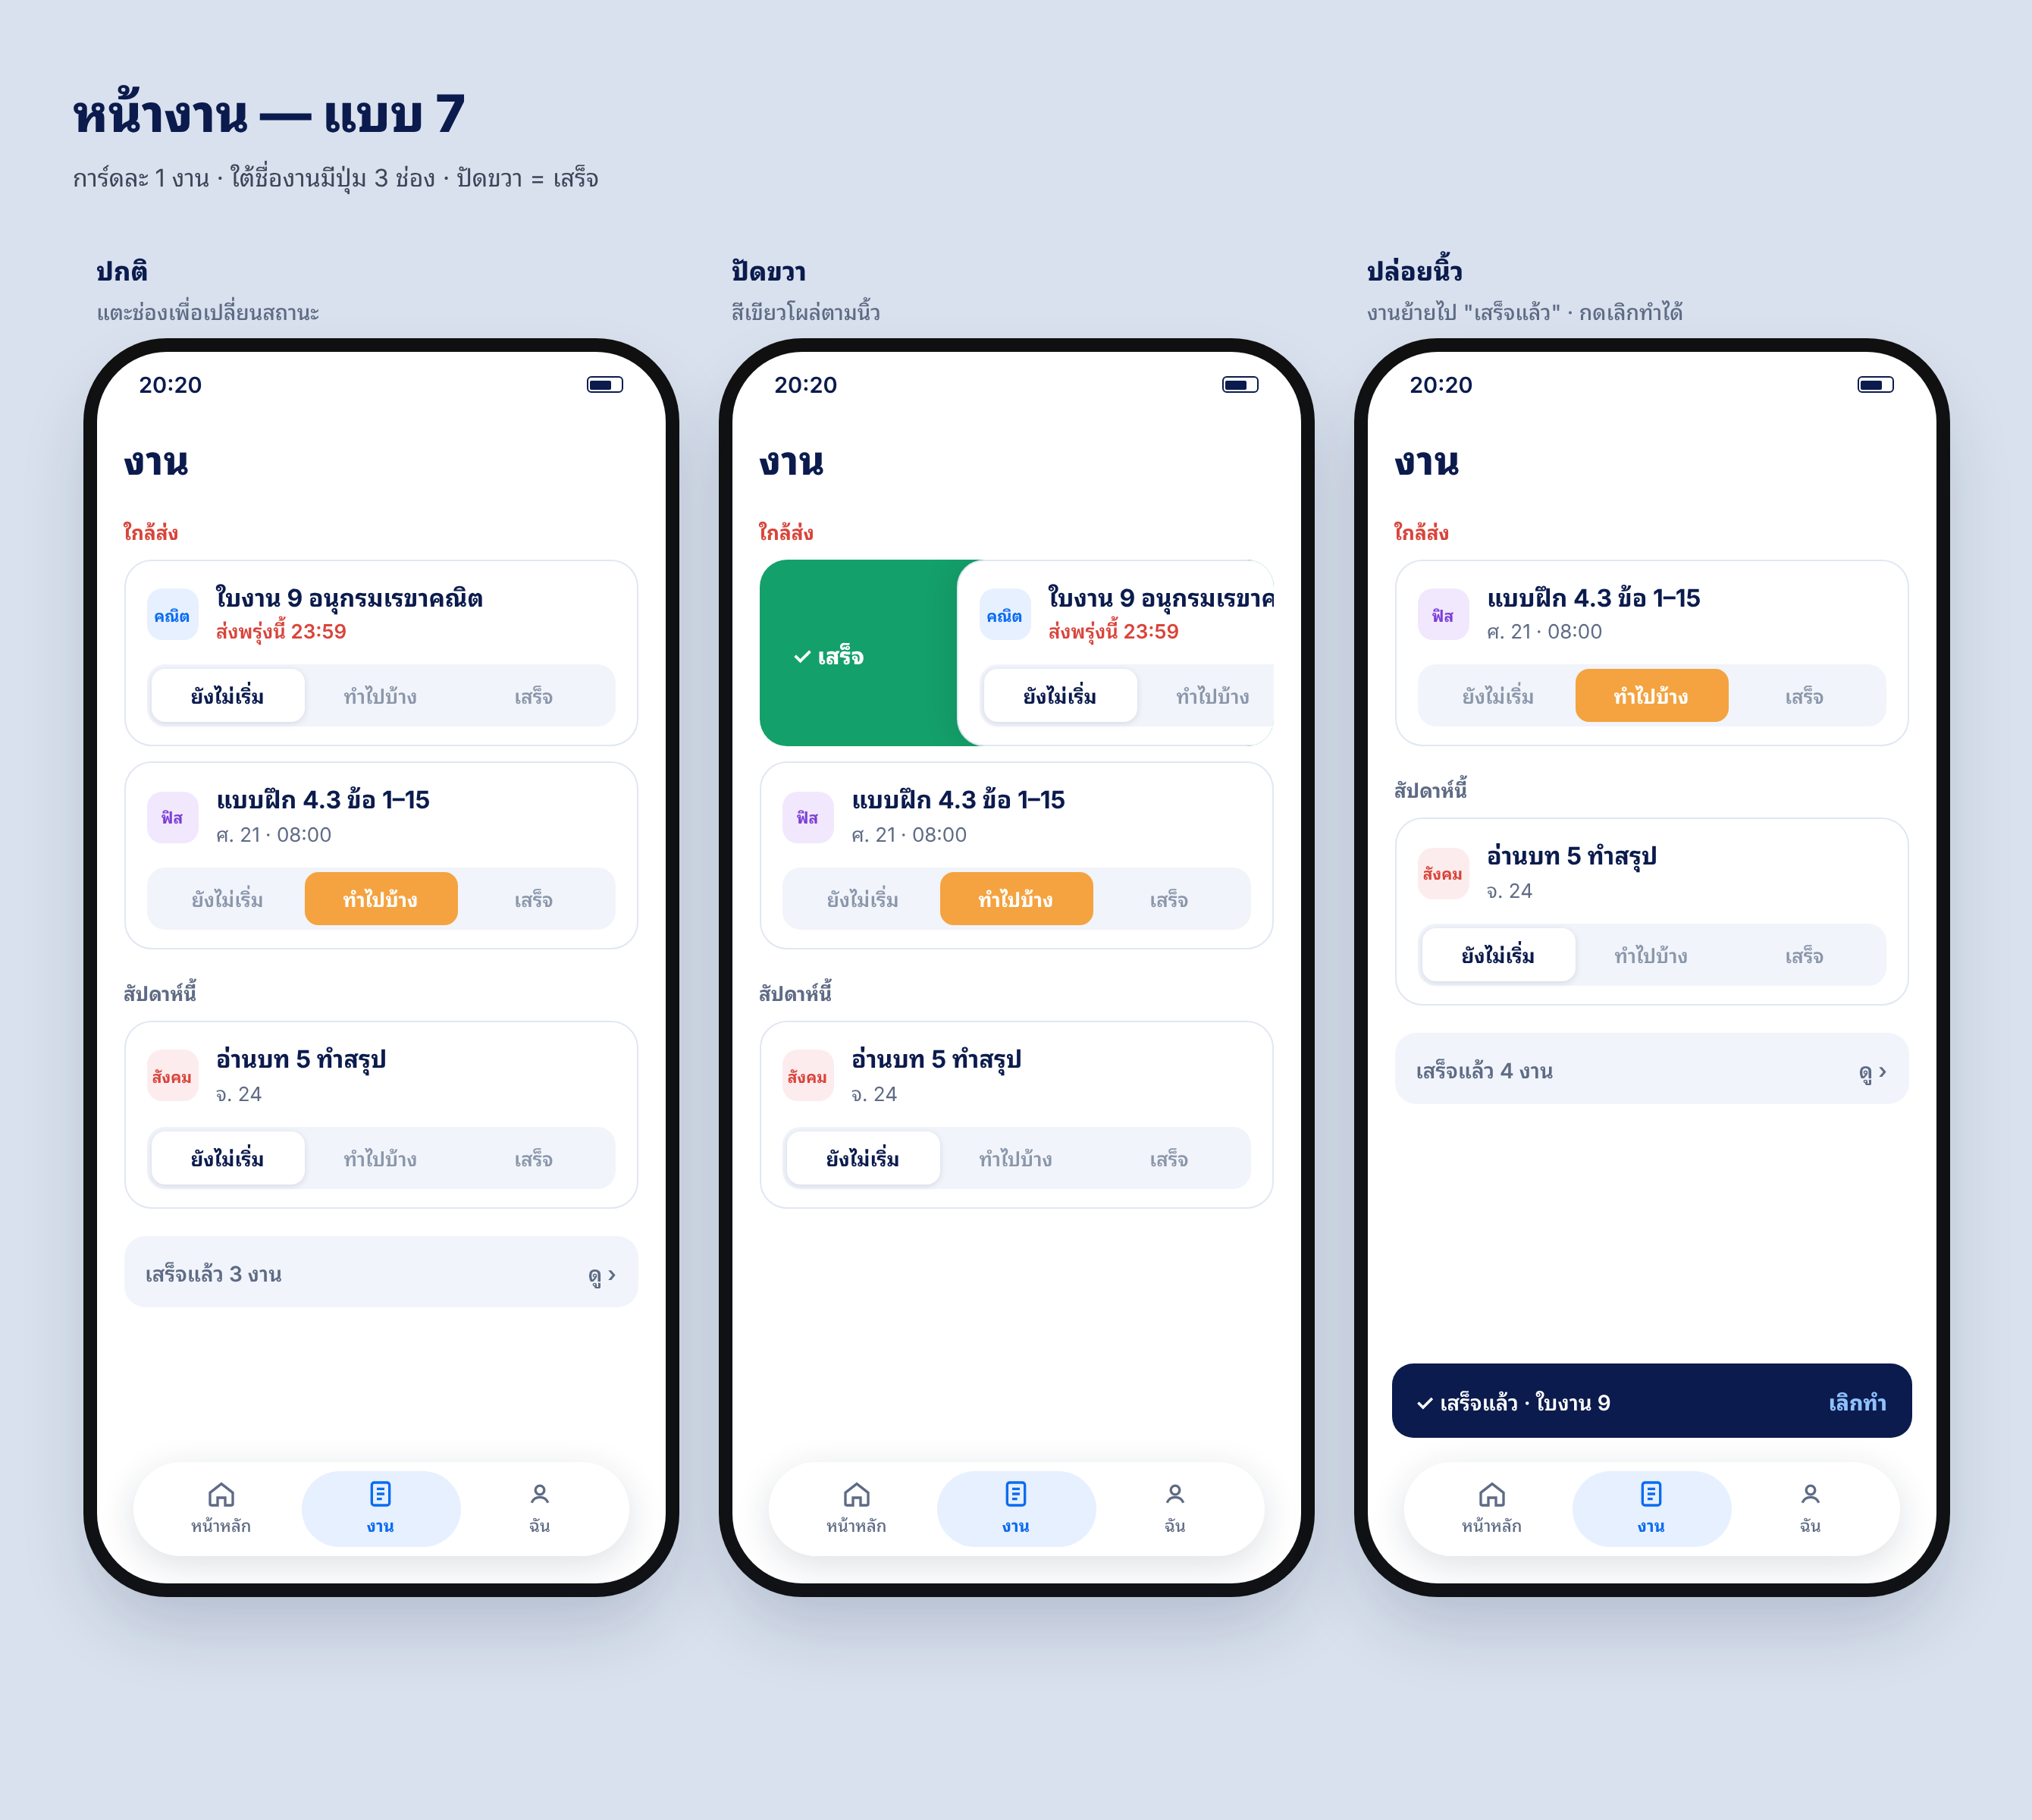 หน้างาน — แบบ 7
การ์ดละ 1 งาน · ใต้ชื่องานมีปุ่ม 3 ช่อง · ปัดขวา = เสร็จ
ปกติ
แตะช่องเพื่อเปลี่ยนสถานะ
20:20
งาน
ใกล้ส่ง
คณิต
ใบงาน 9 อนุกรมเรขาคณิต
ส่งพรุ่งนี้ 23:59
ยังไม่เริ่ม ทำไปบ้าง เสร็จ
ฟิส
แบบฝึก 4.3 ข้อ 1–15
ศ. 21 · 08:00
ยังไม่เริ่ม ทำไปบ้าง เสร็จ
สัปดาห์นี้
สังคม
อ่านบท 5 ทำสรุป
จ. 24
ยังไม่เริ่ม ทำไปบ้าง เสร็จ
เสร็จแล้ว 3 งาน ดู ›
หน้าหลัก งาน ฉัน
ปัดขวา
สีเขียวโผล่ตามนิ้ว
20:20
งาน
ใกล้ส่ง
✓ เสร็จ
คณิต
ใบงาน 9 อนุกรมเรขาค
ส่งพรุ่งนี้ 23:59
ยังไม่เริ่ม ทำไปบ้าง
ฟิส
แบบฝึก 4.3 ข้อ 1–15
ศ. 21 · 08:00
ยังไม่เริ่ม ทำไปบ้าง เสร็จ
สัปดาห์นี้
สังคม
อ่านบท 5 ทำสรุป
จ. 24
ยังไม่เริ่ม ทำไปบ้าง เสร็จ
หน้าหลัก งาน ฉัน
ปล่อยนิ้ว
งานย้ายไป "เสร็จแล้ว" · กดเลิกทำได้
20:20
งาน
ใกล้ส่ง
ฟิส
แบบฝึก 4.3 ข้อ 1–15
ศ. 21 · 08:00
ยังไม่เริ่ม ทำไปบ้าง เสร็จ
สัปดาห์นี้
สังคม
อ่านบท 5 ทำสรุป
จ. 24
ยังไม่เริ่ม ทำไปบ้าง เสร็จ
เสร็จแล้ว 4 งาน ดู ›
✓ เสร็จแล้ว · ใบงาน 9 เลิกทำ
หน้าหลัก งาน ฉัน